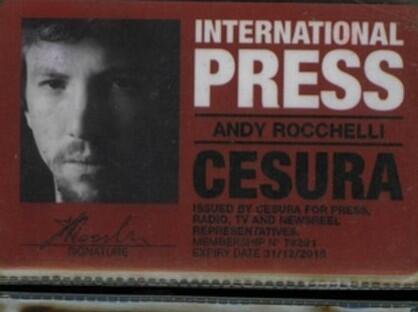 INTERNATIONAL
PRESS
ANDY ROCCHELLI
CESURA
ISSUED BY CESURA FOR PRESS,
RADIO, TV AND NEWSREEL
REPRESENTATIVES.
MEMBERSHIP N°
EXPIRY DATE 31/12/2015
SIGNATURE